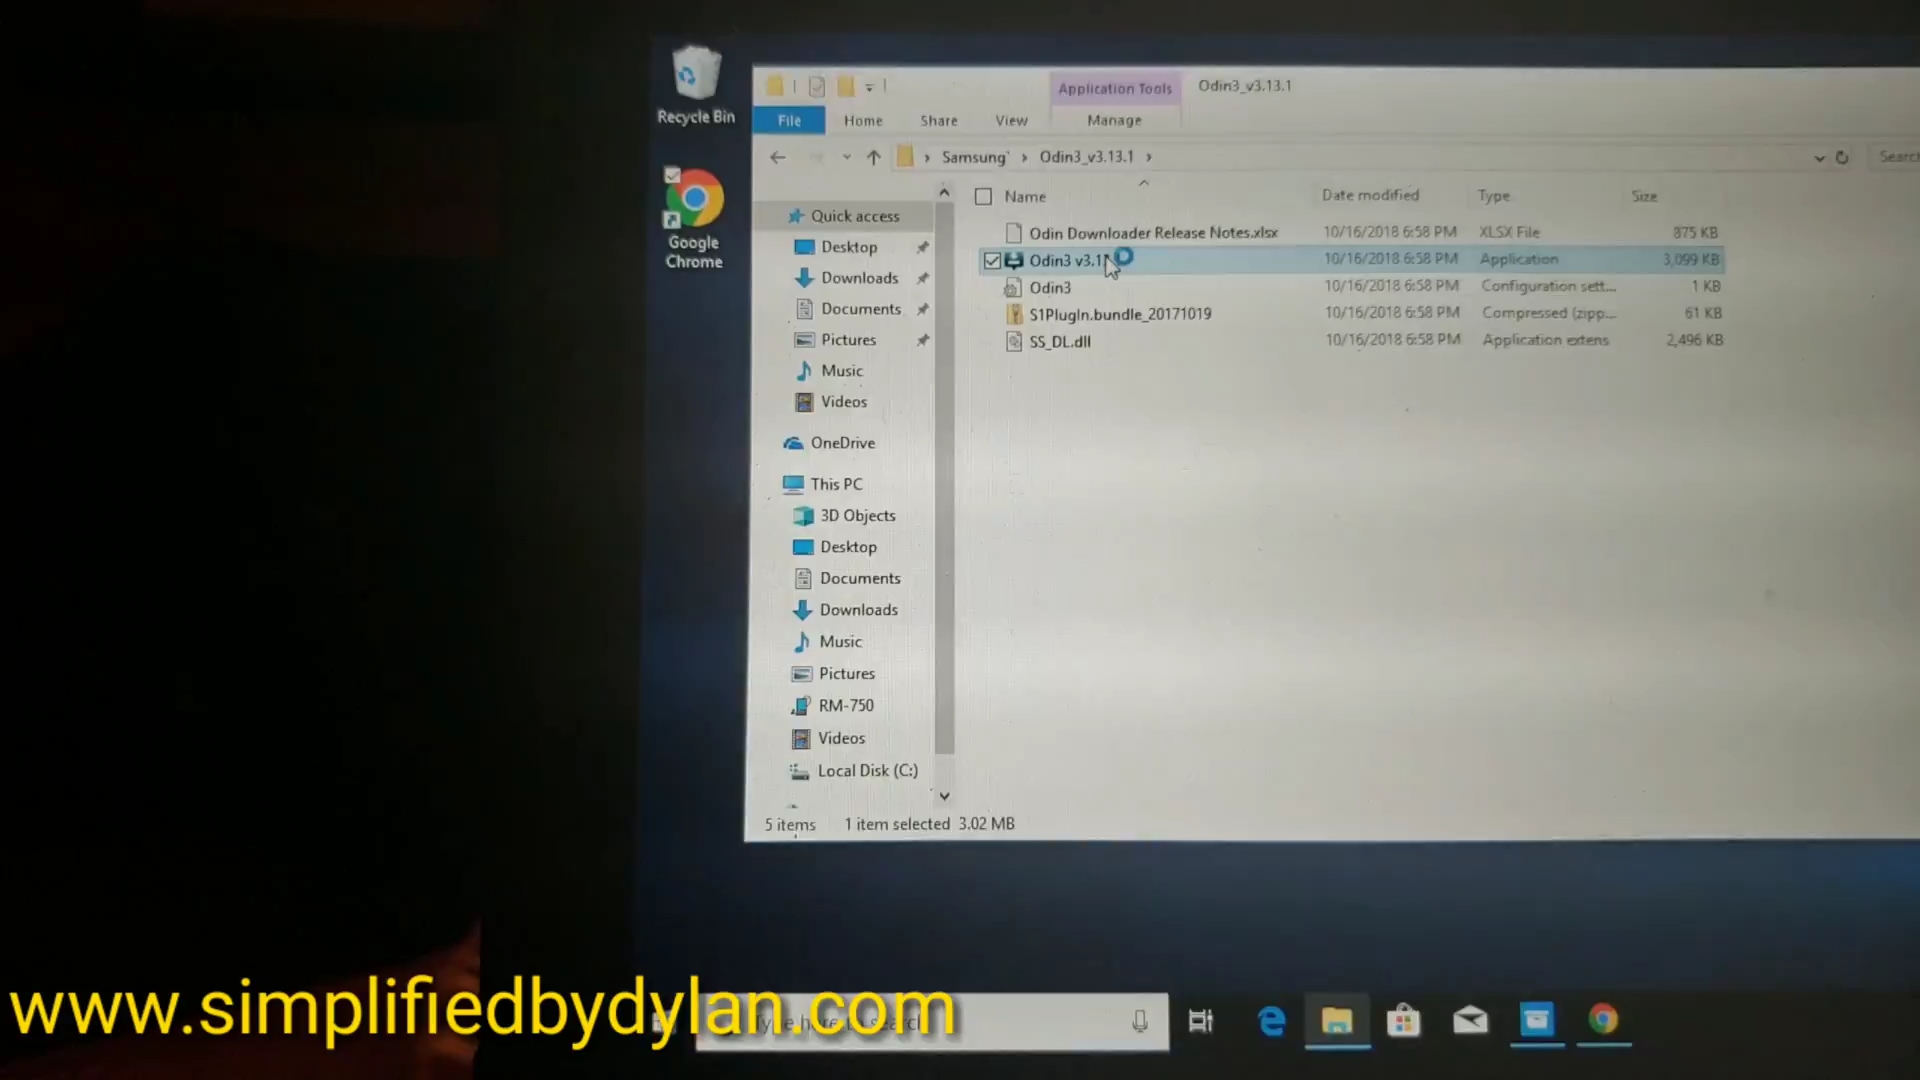 Recycle Bin
Google
Chrome
Application Tools
Odin3_v3.13.1
File
Home
Share
View
Manage
Samsung`
Odin3_v3.13.1
Search
Name
Date modified
Type
Size
Odin Downloader Release Notes.xlsx
10/16/2018 6:58 PM
XLSX File
875 KB
Odin3 v3.1
10/16/2018 6:58 PM
Application
3,099 KB
Odin3
10/16/2018 6:58 PM
Configuration sett...
1 KB
S1PlugIn.bundle_20171019
10/16/2018 6:58 PM
Compressed (zipp...
61 KB
SS_DL.dll
10/16/2018 6:58 PM
Application extens
2,496 KB
Quick access
Desktop
Downloads
Documents
Pictures
Music
Videos
OneDrive
This PC
3D Objects
Desktop
Documents
Downloads
Music
Pictures
RM-750
Videos
Local Disk (C:)
5 items
1 item selected 3.02 MB
Type here to search
www.simplifiedbydylan.com